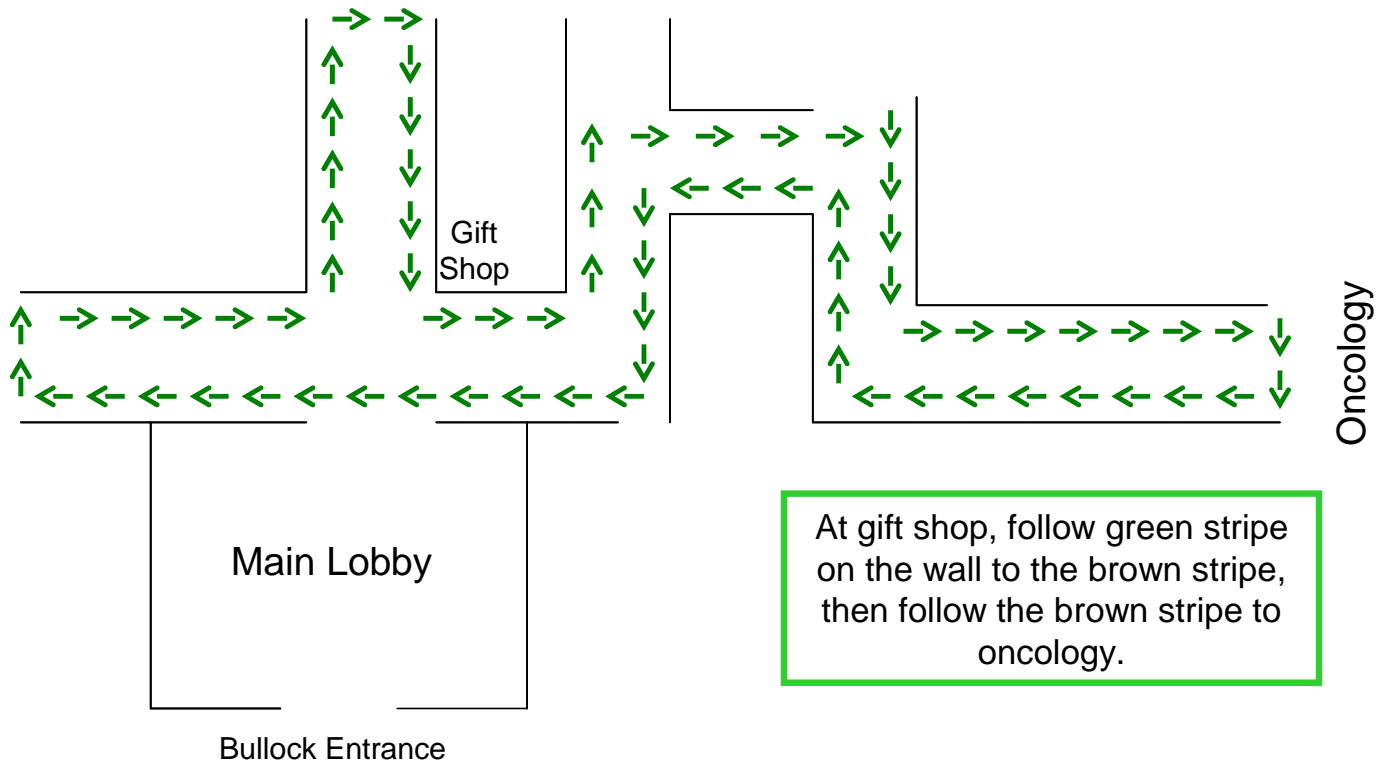 Gift
Shop
Oncology
Main Lobby
At gift shop, follow green stripe
on the wall to the brown stripe,
then follow the brown stripe to
oncology.
Bullock Entrance